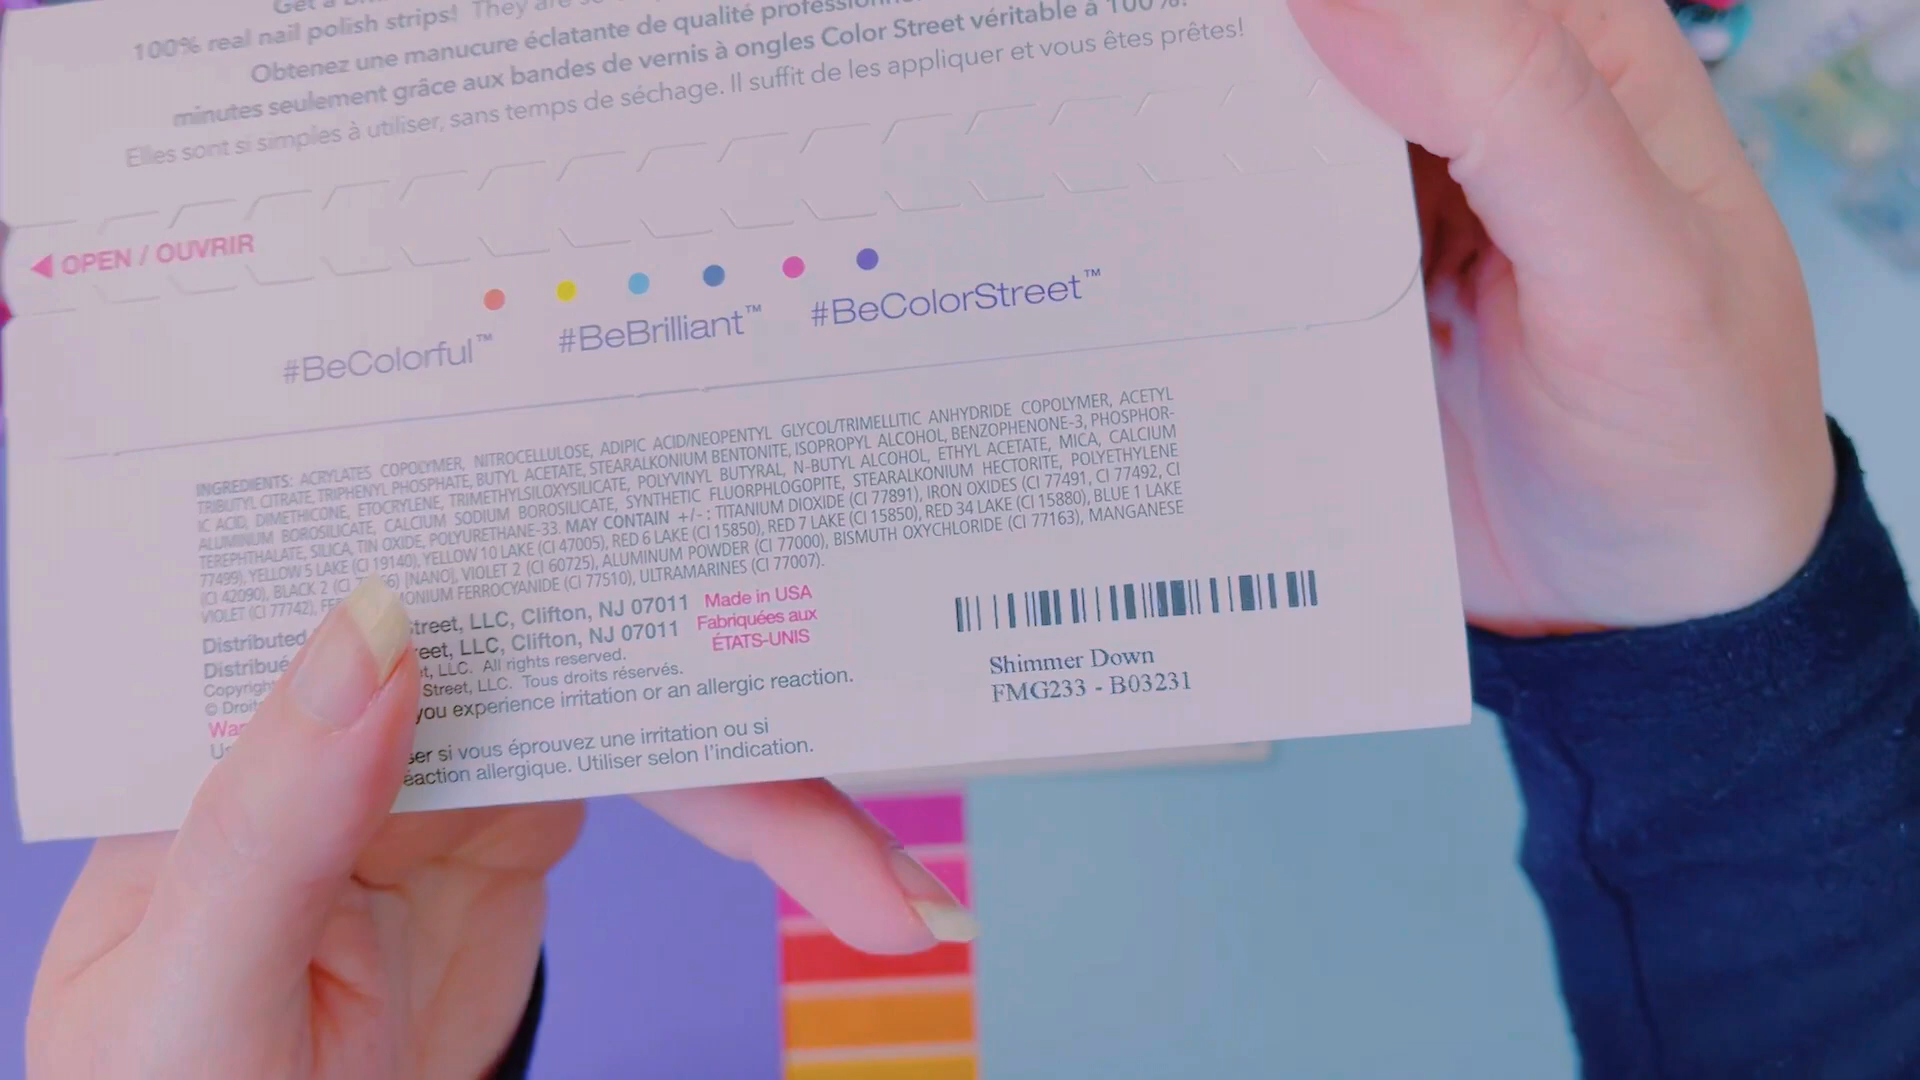 Get a
100% real nail polish strips! They are so
Obtenez une manucure éclatante de qualité
minutes seulement grâce aux bandes de vernis à ongles Color Street véritable à 100%.
Elles sont si simples à utiliser, sans temps de séchage. Il suffit de les appliquer et vous êtes prêtes!
OPEN / OUVRIR
#BeColorful™ #BeBrilliant™ #BeColorStreet™
INGREDIENTS: ACRYLATES COPOLYMER, NITROCELLULOSE, ADIPIC ACID/NEOPENTYL GLYCOL/TRIMELLITIC ANHYDRIDE COPOLYMER, ACETYL
TRIBUTYL CITRATE, TRIPHENYL PHOSPHATE, BUTYL ACETATE, STEARALKONIUM BENTONITE, ISOPROPYL ALCOHOL, BENZOPHENONE-3, PHOSPHOR-
IC ACID, DIMETHICONE, ETOCRYLENE, TRIMETHYLSILOXYSILICATE, POLYVINYL BUTYRAL, N-BUTYL ALCOHOL, ETHYL ACETATE, MICA, CALCIUM
ALUMINUM BOROSILICATE, CALCIUM SODIUM BOROSILICATE, SYNTHETIC FLUORPHLOGOPITE, STEARALKONIUM HECTORITE, POLYETHYLENE
TEREPHTHALATE, SILICA, TIN OXIDE, POLYURETHANE-33. MAY CONTAIN +/- : TITANIUM DIOXIDE (CI 77891), IRON OXIDES (CI 77491, CI 77492, CI
77499), YELLOW 5 LAKE (CI 19140), YELLOW 10 LAKE (CI 47005), RED 6 LAKE (CI 15850), RED 7 LAKE (CI 15850), RED 34 LAKE (CI 15880), BLUE 1 LAKE
(CI 42090), BLACK 2 (CI 66) [NANO], VIOLET 2 (CI 60725), ALUMINUM POWDER (CI 77000), BISMUTH OXYCHLORIDE (CI 77163), MANGANESE
VIOLET (CI 77742), FERROCYANIDE (CI 77510), ULTRAMARINES (CI 77007).
Distributed Street, LLC, Clifton, NJ 07011
LLC, Clifton, NJ 07011
Made in USA
Fabriquées aux
ÉTATS-UNIS
Copyright LLC. All rights reserved.
© Street, LLC. Tous droits réservés.
you experience irritation or an allergic reaction.
si vous éprouvez une irritation ou si
allergique. Utiliser selon l'indication.
Shimmer Down
FMG233 - B03231